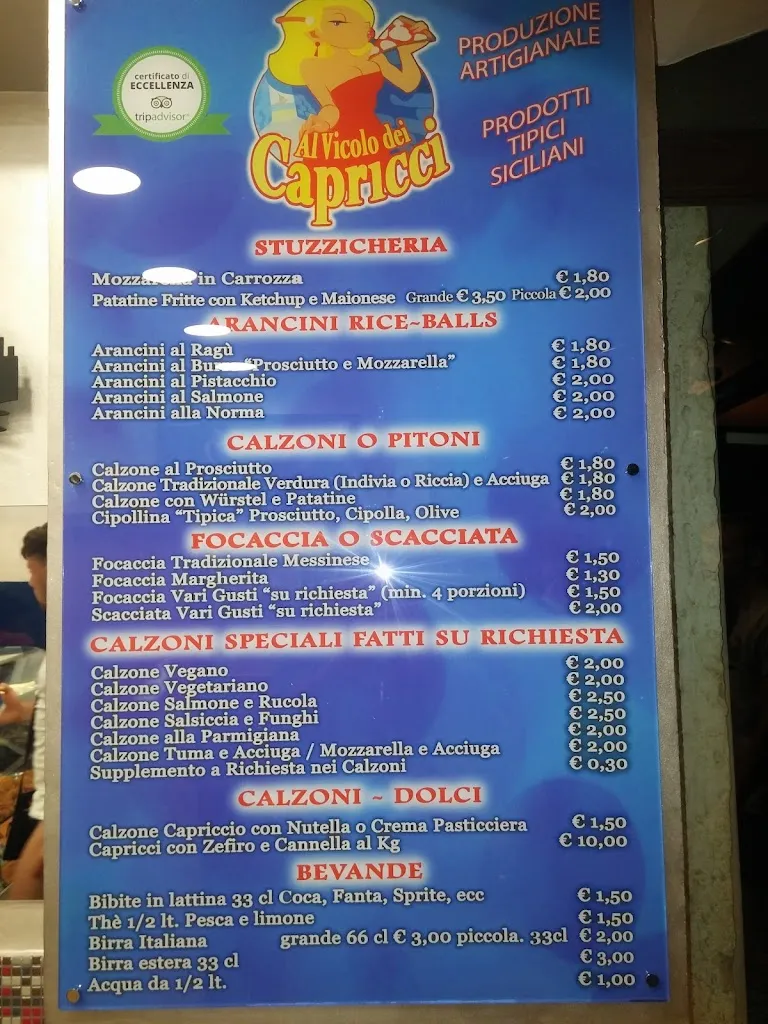 certificato di
ECCELLENZA
tripadvisor
PRODUZIONE
ARTIGIANALE
PRODOTTI
TIPICI
SICILIANI
Al Vicolo dei
Capricci
STUZZICHERIA
in Carrozza € 1,80
Patatine Fritte con Ketchup e Maionese Grande € 3,50 Piccola € 2,00
ARANCINI RICE~BALLS
Arancini al Ragù € 1,80
Arancini al "Prosciutto e Mozzarella" € 1,80
Arancini al Pistacchio € 2,00
Arancini al Salmone € 2,00
Arancini alla Norma € 2,00
CALZONI O PITONI
Calzone al Prosciutto € 1,80
Calzone Tradizionale Verdura (Indivia o Riccia) e Acciuga € 1,80
Calzone con Würstel e Patatine € 1,80
Cipollina "Tipica" Prosciutto, Cipolla, Olive € 2,00
FOCACCIA O SCACCIATA
Focaccia Tradizionale Messinese € 1,50
Focaccia Margherita € 1,30
Focaccia Vari Gusti "su richiesta" (min. 4 porzioni) € 1,50
Scacciata Vari Gusti "su richiesta" € 2,00
CALZONI SPECIALI FATTI SU RICHIESTA
Calzone Vegano € 2,00
Calzone Vegetariano € 2,00
Calzone Salmone e Rucola € 2,50
Calzone Salsiccia e Funghi € 2,50
Calzone alla Parmigiana € 2,00
Calzone Tuma e Acciuga / Mozzarella e Acciuga € 2,00
Supplemento a Richiesta nei Calzoni € 0,30
CALZONI ~ DOLCI
Calzone Capriccio con Nutella o Crema Pasticciera € 1,50
Capricci con Zefiro e Cannella al Kg € 10,00
BEVANDE
Bibite in lattina 33 cl Coca, Fanta, Sprite, ecc € 1,50
Thè 1/2 lt. Pesca e limone € 1,50
Birra Italiana grande 66 cl € 3,00 piccola. 33cl € 2,00
Birra estera 33 cl € 3,00
Acqua da 1/2 lt. € 1,00